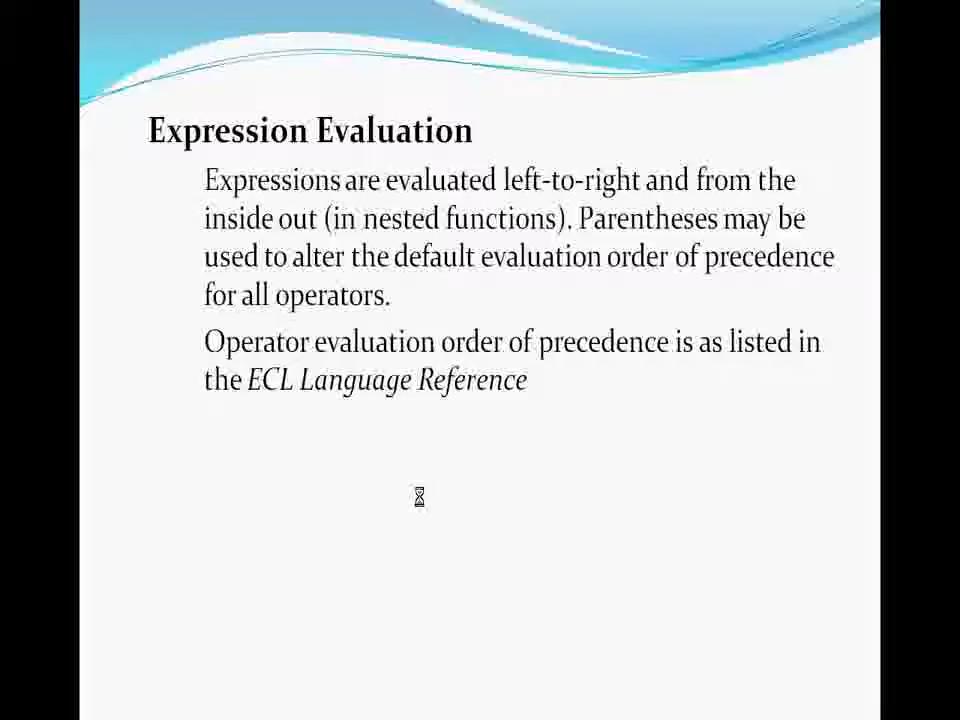 Expression Evaluation
Expressions are evaluated left-to-right and from the
inside out (in nested functions). Parentheses may be
used to alter the default evaluation order of precedence
for all operators.
Operator evaluation order of precedence is as listed in
the ECL Language Reference